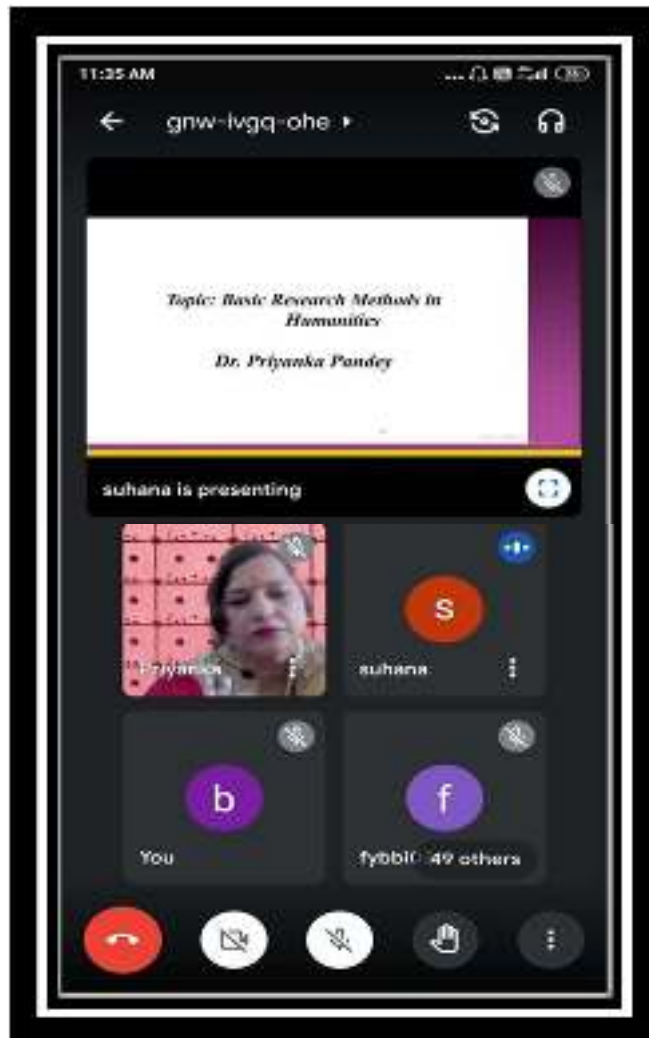 11:35 AM
gnw-ivgq-ohe
Topic: Basic Research Methods in
Humanities
Dr. Priyanka Pandey
suhana is presenting
Priyanka
s
suhana
b
You
f
49 others